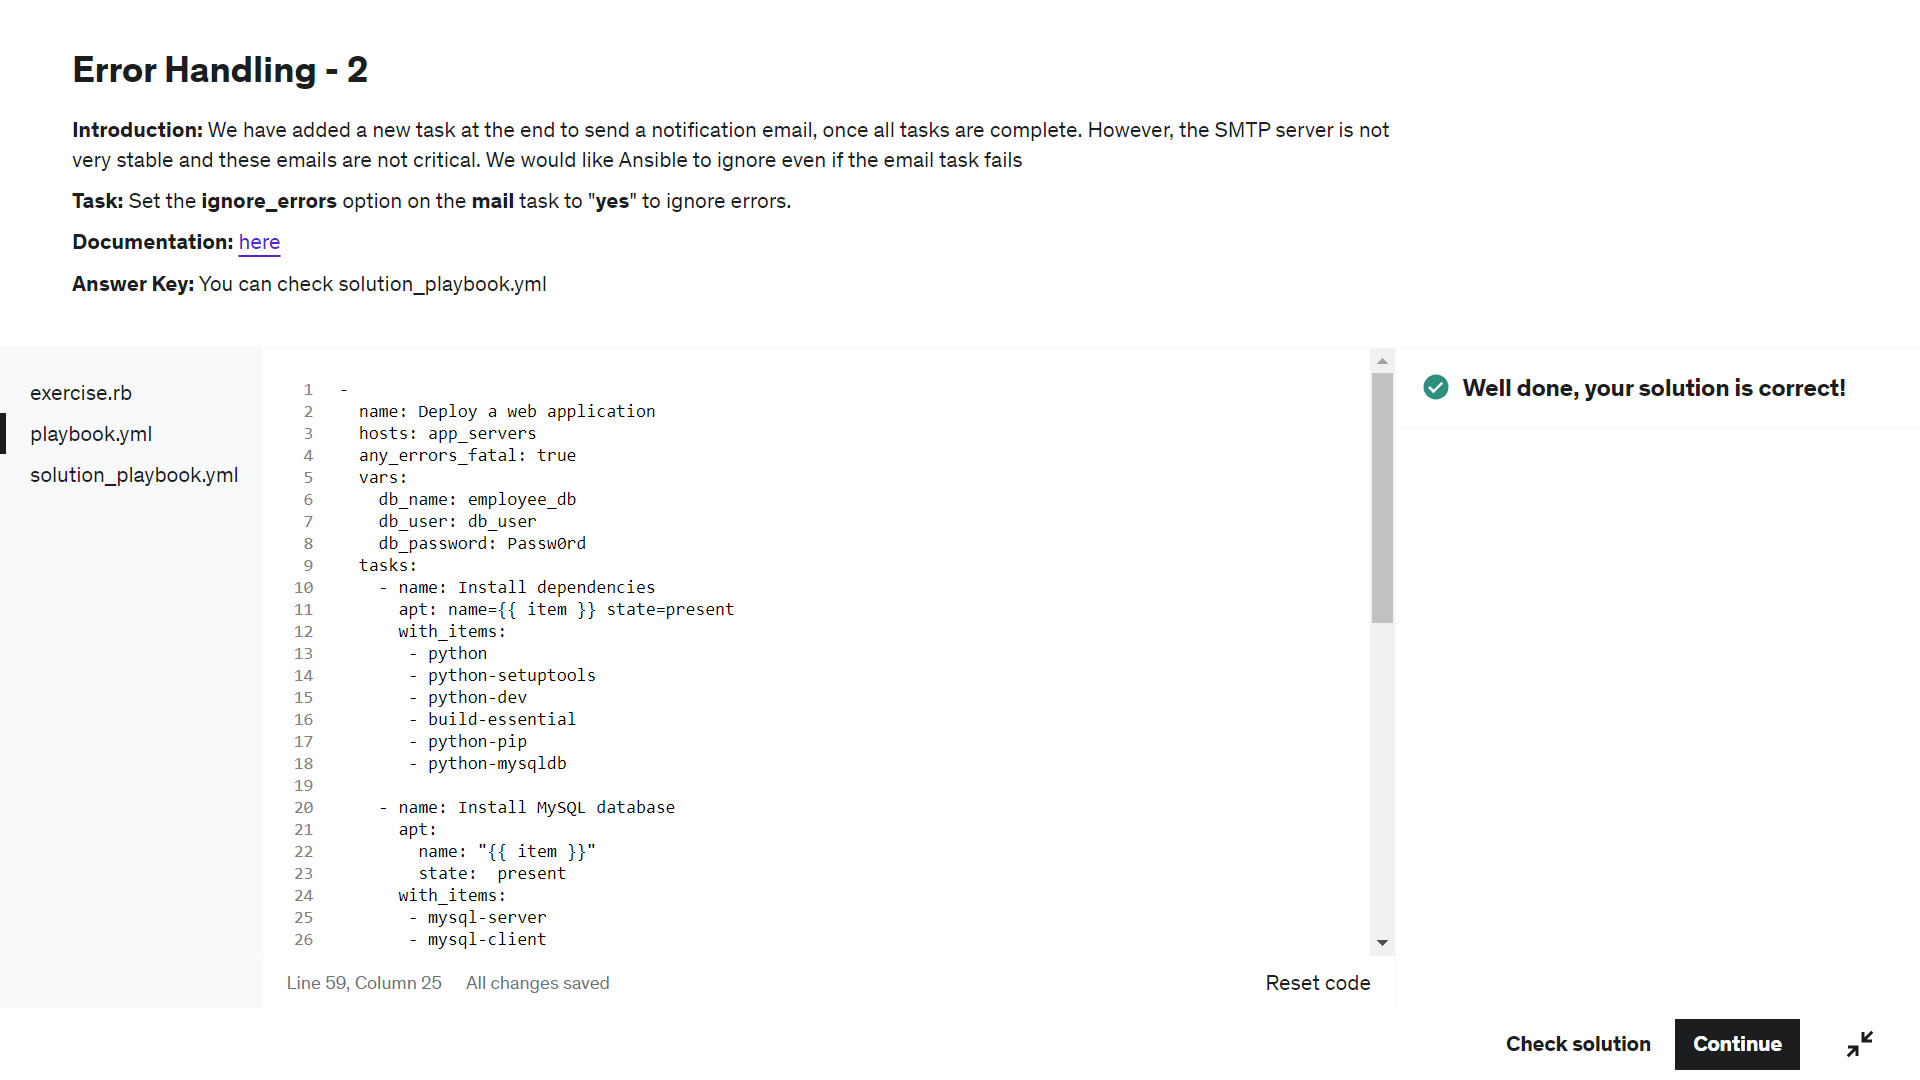 Error Handling - 2
Introduction: We have added a new task at the end to send a notification email, once all tasks are complete. However, the SMTP server is not
very stable and these emails are not critical. We would like Ansible to ignore even if the email task fails
Task: Set the ignore_errors option on the mail task to "yes" to ignore errors.
Documentation: here
Answer Key: You can check solution_playbook.yml
exercise.rb
playbook.yml
solution_playbook.yml
1 -
2 name: Deploy a web application
3 hosts: app_servers
4 any_errors_fatal: true
5 vars:
6 db_name: employee_db
7 db_user: db_user
8 db_password: Passw0rd
9 tasks:
10 - name: Install dependencies
11 apt: name={{ item }} state=present
12 with_items:
13 - python
14 - python-setuptools
15 - python-dev
16 - build-essential
17 - python-pip
18 - python-mysqldb
19
20 - name: Install MySQL database
21 apt:
22 name: "{{ item }}"
23 state:  present
24 with_items:
25 - mysql-server
26 - mysql-client
Line 59, Column 25 All changes saved
Reset code
Well done, your solution is correct!
Check solution
Continue